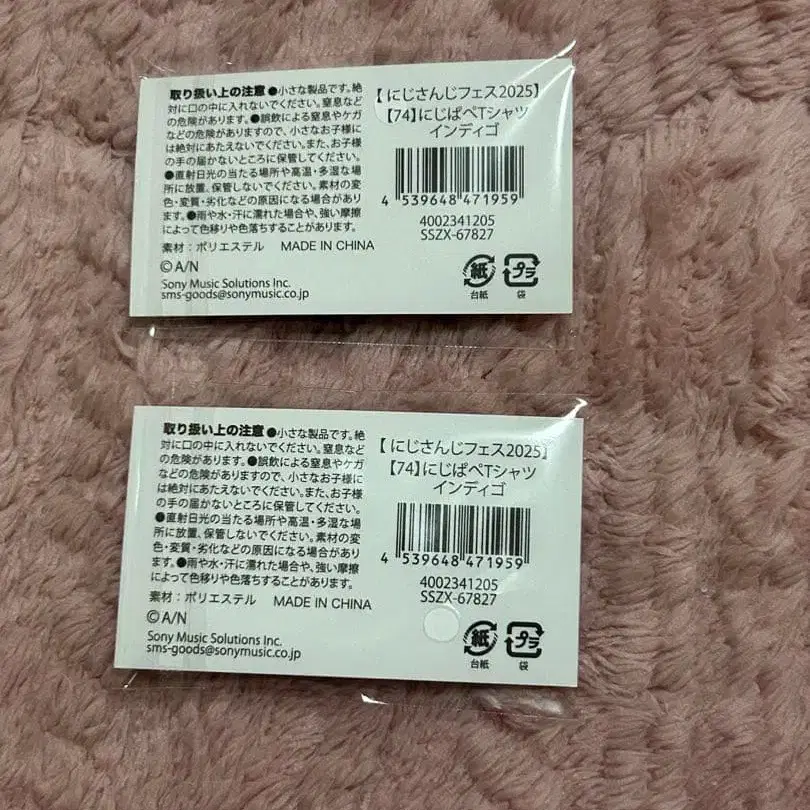 取り扱い上の注意 ●小さな製品です。絶
対に口の中に入れないでください。窒息など
の危険があります。●誤飲による窒息やケガ
などの危険がありますので、小さなお子様に
は絶対にあたえないでください。また、お子様
の手の届かないところに保管してください。
●直射日光の当たる場所や高温・多湿な場
所に放置、保管しないでください。素材の変
色・変質・劣化などの原因になる場合があり
ます。●雨や水・汗に濡れた場合や、強い摩擦
によって色移りや色落ちすることがあります。
素材：ポリエステル MADE IN CHINA
©A/N
Sony Music Solutions Inc.
sms-goods@sonymusic.co.jp
【にじさんじフェス2025】
【74】にじぱぺTシャツ
インディゴ
4 539648 471959
4002341205
SSZX-67827
紙 プラ
台紙 袋
取り扱い上の注意 ●小さな製品です。絶
対に口の中に入れないでください。窒息など
の危険があります。●誤飲による窒息やケガ
などの危険がありますので、小さなお子様に
は絶対にあたえないでください。また、お子様
の手の届かないところに保管してください。
●直射日光の当たる場所や高温・多湿な場
所に放置、保管しないでください。素材の変
色・変質・劣化などの原因になる場合があり
ます。●雨や水・汗に濡れた場合や、強い摩擦
によって色移りや色落ちすることがあります。
素材：ポリエステル MADE IN CHINA
©A/N
Sony Music Solutions Inc.
sms-goods@sonymusic.co.jp
【にじさんじフェス2025】
【74】にじぱぺTシャツ
インディゴ
4 539648 471959
4002341205
SSZX-67827
紙 プラ
台紙 袋